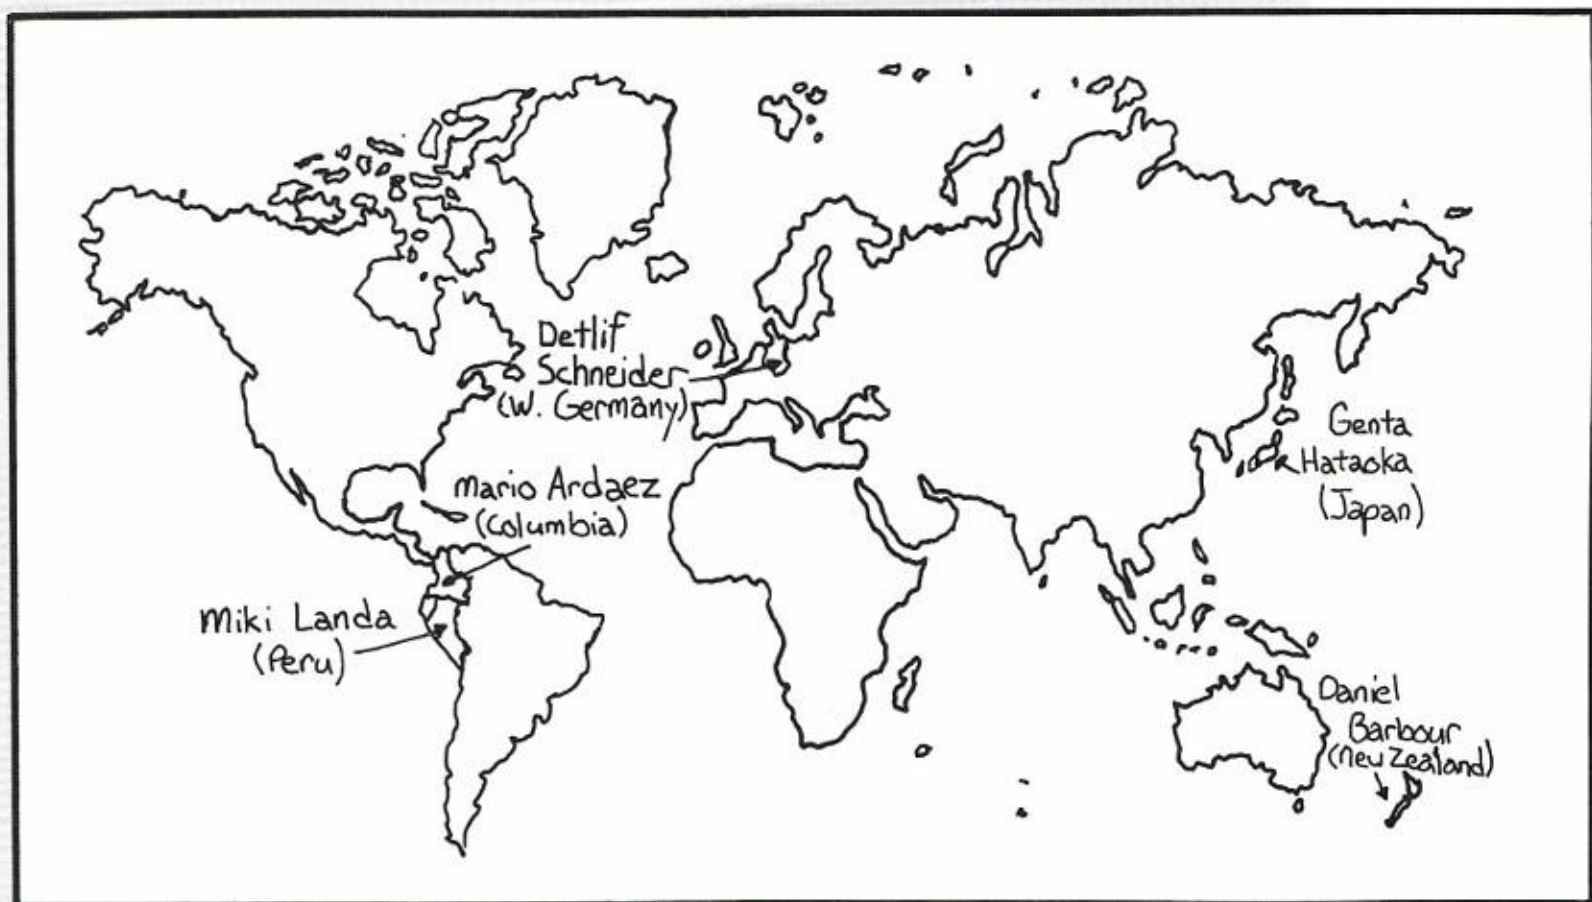 Detlif
Schneider
(W. Germany)
Genta
Hataoka
(Japan)
Mario Ardaez
(Columbia)
Miki Landa
(Peru)
Daniel
Barbour
(New Zealand)